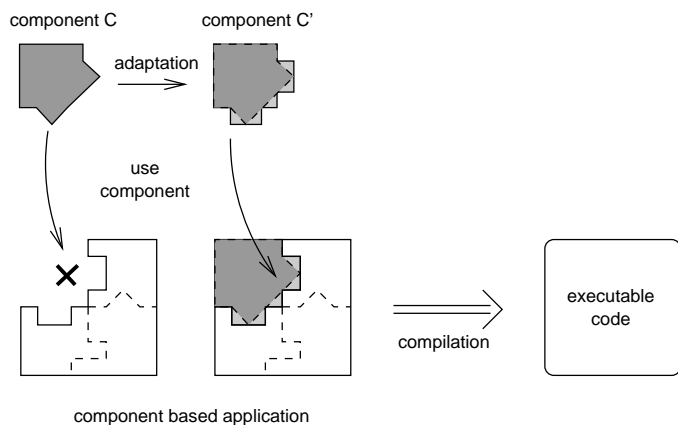 component C
component C'
adaptation
use
component
executable
code
compilation
component based application